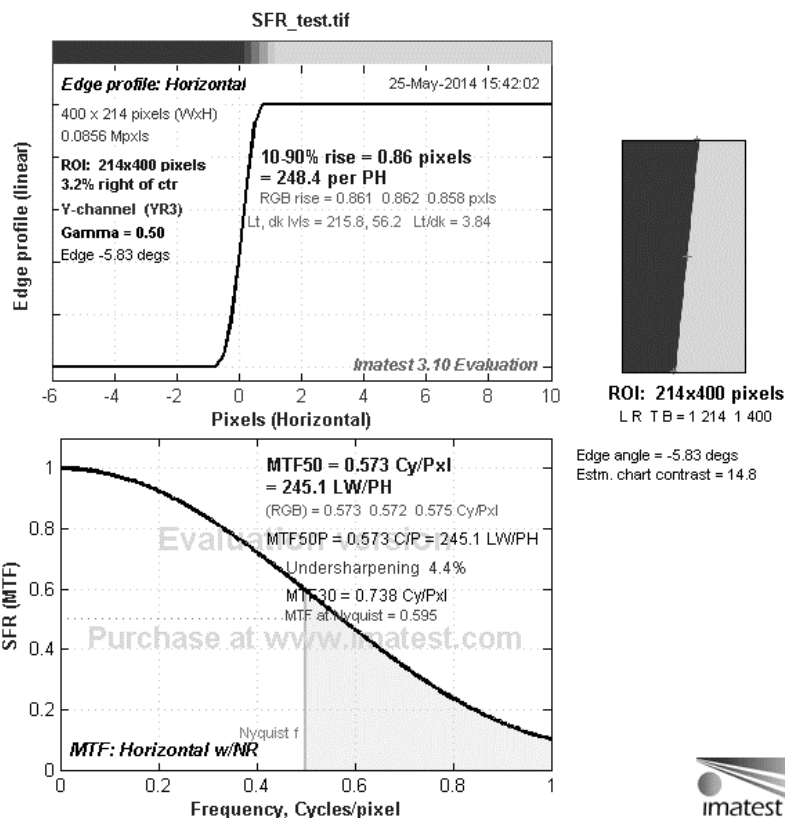 SFR_test.tif
Edge profile: Horizontal
25-May-2014 15:42:02
400 x 214 pixels (WxH)
0.0856 Mpxls
ROI: 214x400 pixels
3.2% right of ctr
Y-channel (YR3)
Gamma = 0.50
Edge -5.83 degs
10-90% rise = 0.86 pixels
= 248.4 per PH
RGB rise = 0.861 0.862 0.858 pxls
Lt, dk lvls = 215.8, 56.2 Lt/dk = 3.84
Imatest 3.10 Evaluation
Edge profile (linear)
-6 -4 -2 0 2 4 6 8 10
Pixels (Horizontal)
ROI: 214x400 pixels
L R T B = 1 214 1 400
Edge angle = -5.83 degs
Estm. chart contrast = 14.8
MTF50 = 0.573 Cy/Pxl
= 245.1 LW/PH
(RGB) = 0.573 0.572 0.575 Cy/Pxl
Evaluation version
MTF50P = 0.573 C/P = 245.1 LW/PH
Undersharpening 4.4%
MTF30 = 0.738 Cy/Pxl
MTF at Nyquist = 0.595
Purchase at www.imatest.com
Nyquist f
MTF: Horizontal w/NR
SFR (MTF)
1
0.8
0.6
0.4
0.2
0
0 0.2 0.4 0.6 0.8 1
Frequency, Cycles/pixel
imatest